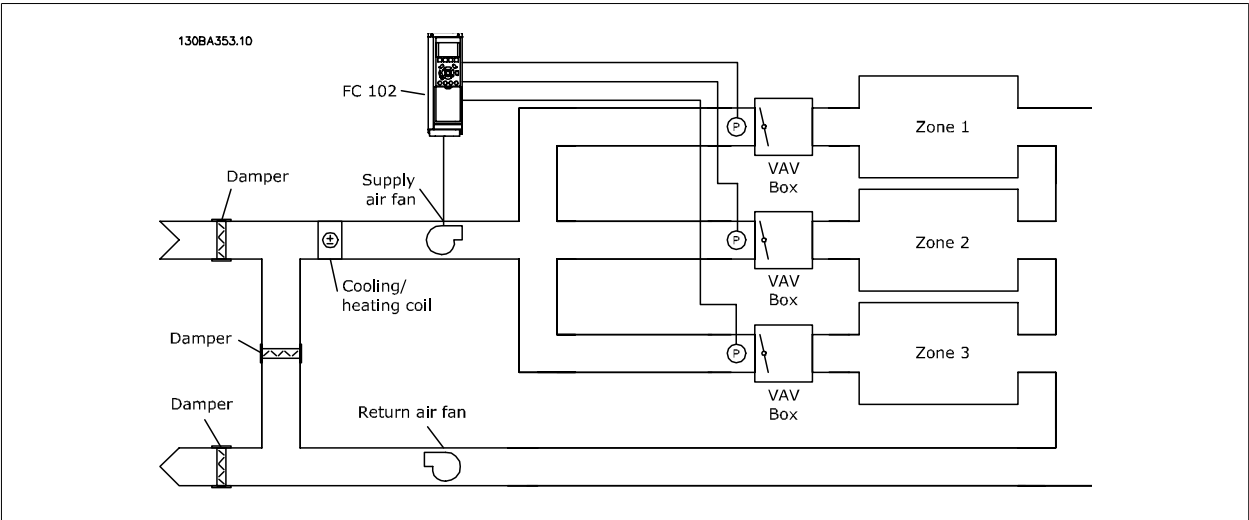 130BA353.10
FC 102
P
VAV
Box
Zone 1
Damper
Supply
air fan
P
VAV
Box
Zone 2
±
Cooling/
heating coil
Damper
P
VAV
Box
Zone 3
Damper
Return air fan